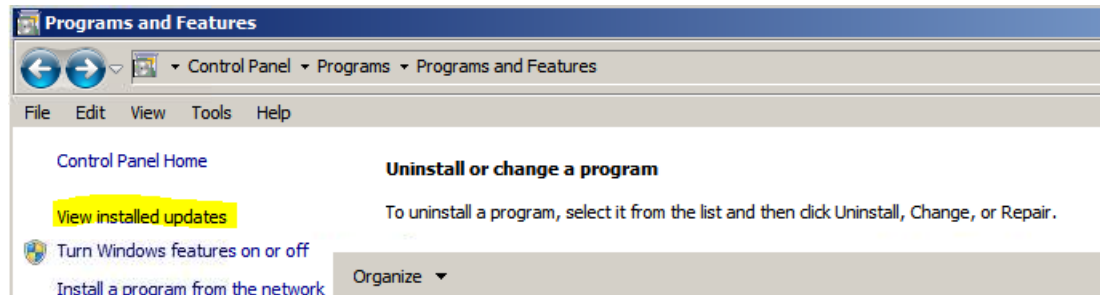 Programs and Features
Control Panel Programs Programs and Features
File Edit View Tools Help
Control Panel Home
Uninstall or change a program
View installed updates
To uninstall a program, select it from the list and then click Uninstall, Change, or Repair.
Turn Windows features on or off
Install a program from the network
Organize